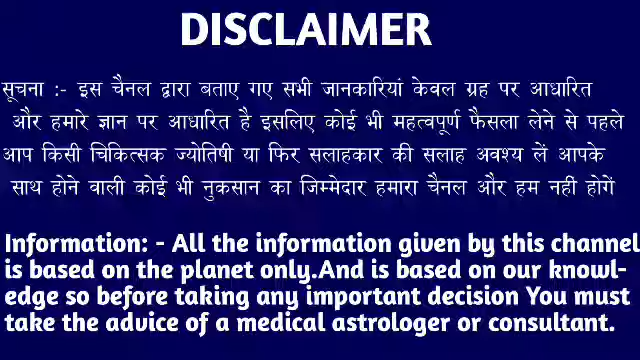 DISCLAIMER
सूचना :- इस चैनल द्वारा बताए गए सभी जानकारियां केवल ग्रह पर आधारित
और हमारे ज्ञान पर आधारित है इसलिए कोई भी महत्वपूर्ण फैसला लेने से पहले
आप किसी चिकित्सक ज्योतिषी या फिर सलाहकार की सलाह अवश्य लें आपके
साथ होने वाली कोई भी नुकसान का जिम्मेदार हमारा चैनल और हम नही होगें
Information: - All the information given by this channel
is based on the planet only.And is based on our knowl-
edge so before taking any important decision You must
take the advice of a medical astrologer or consultant.